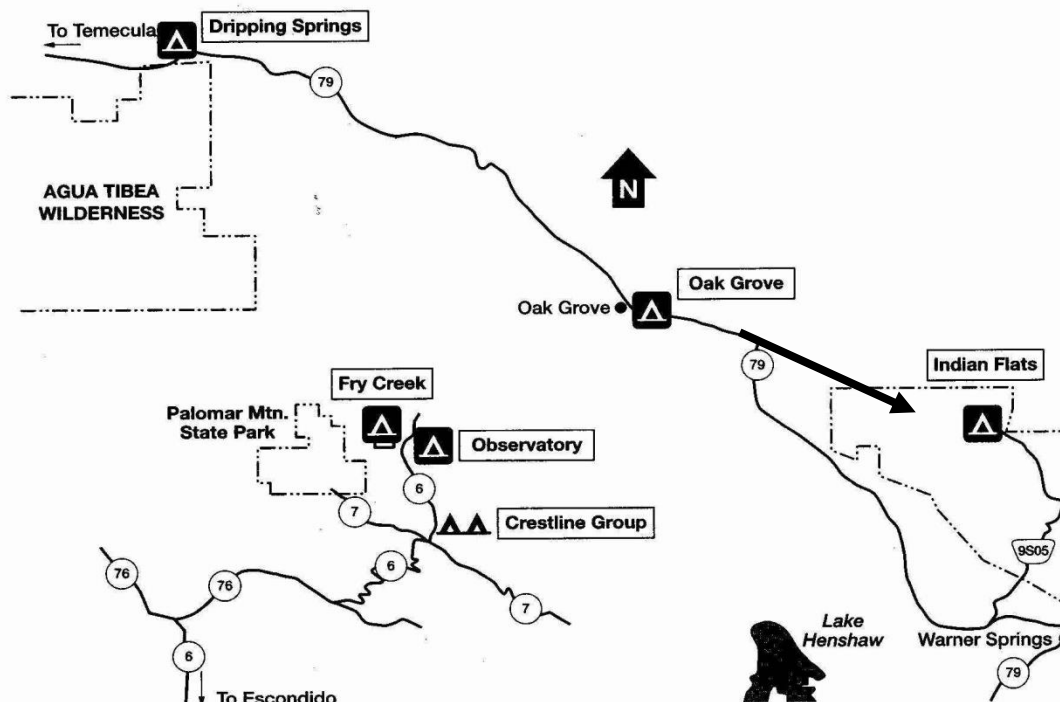 To Temecula
Dripping Springs
79
AGUA TIBEA
WILDERNESS
N
Oak Grove
Oak Grove
79
Indian Flats
Fry Creek
Palomar Mtn.
State Park
Observatory
6
7
Crestline Group
9S05
76
76
6
7
Lake
Henshaw
Warner Springs
6
79
To Escondido